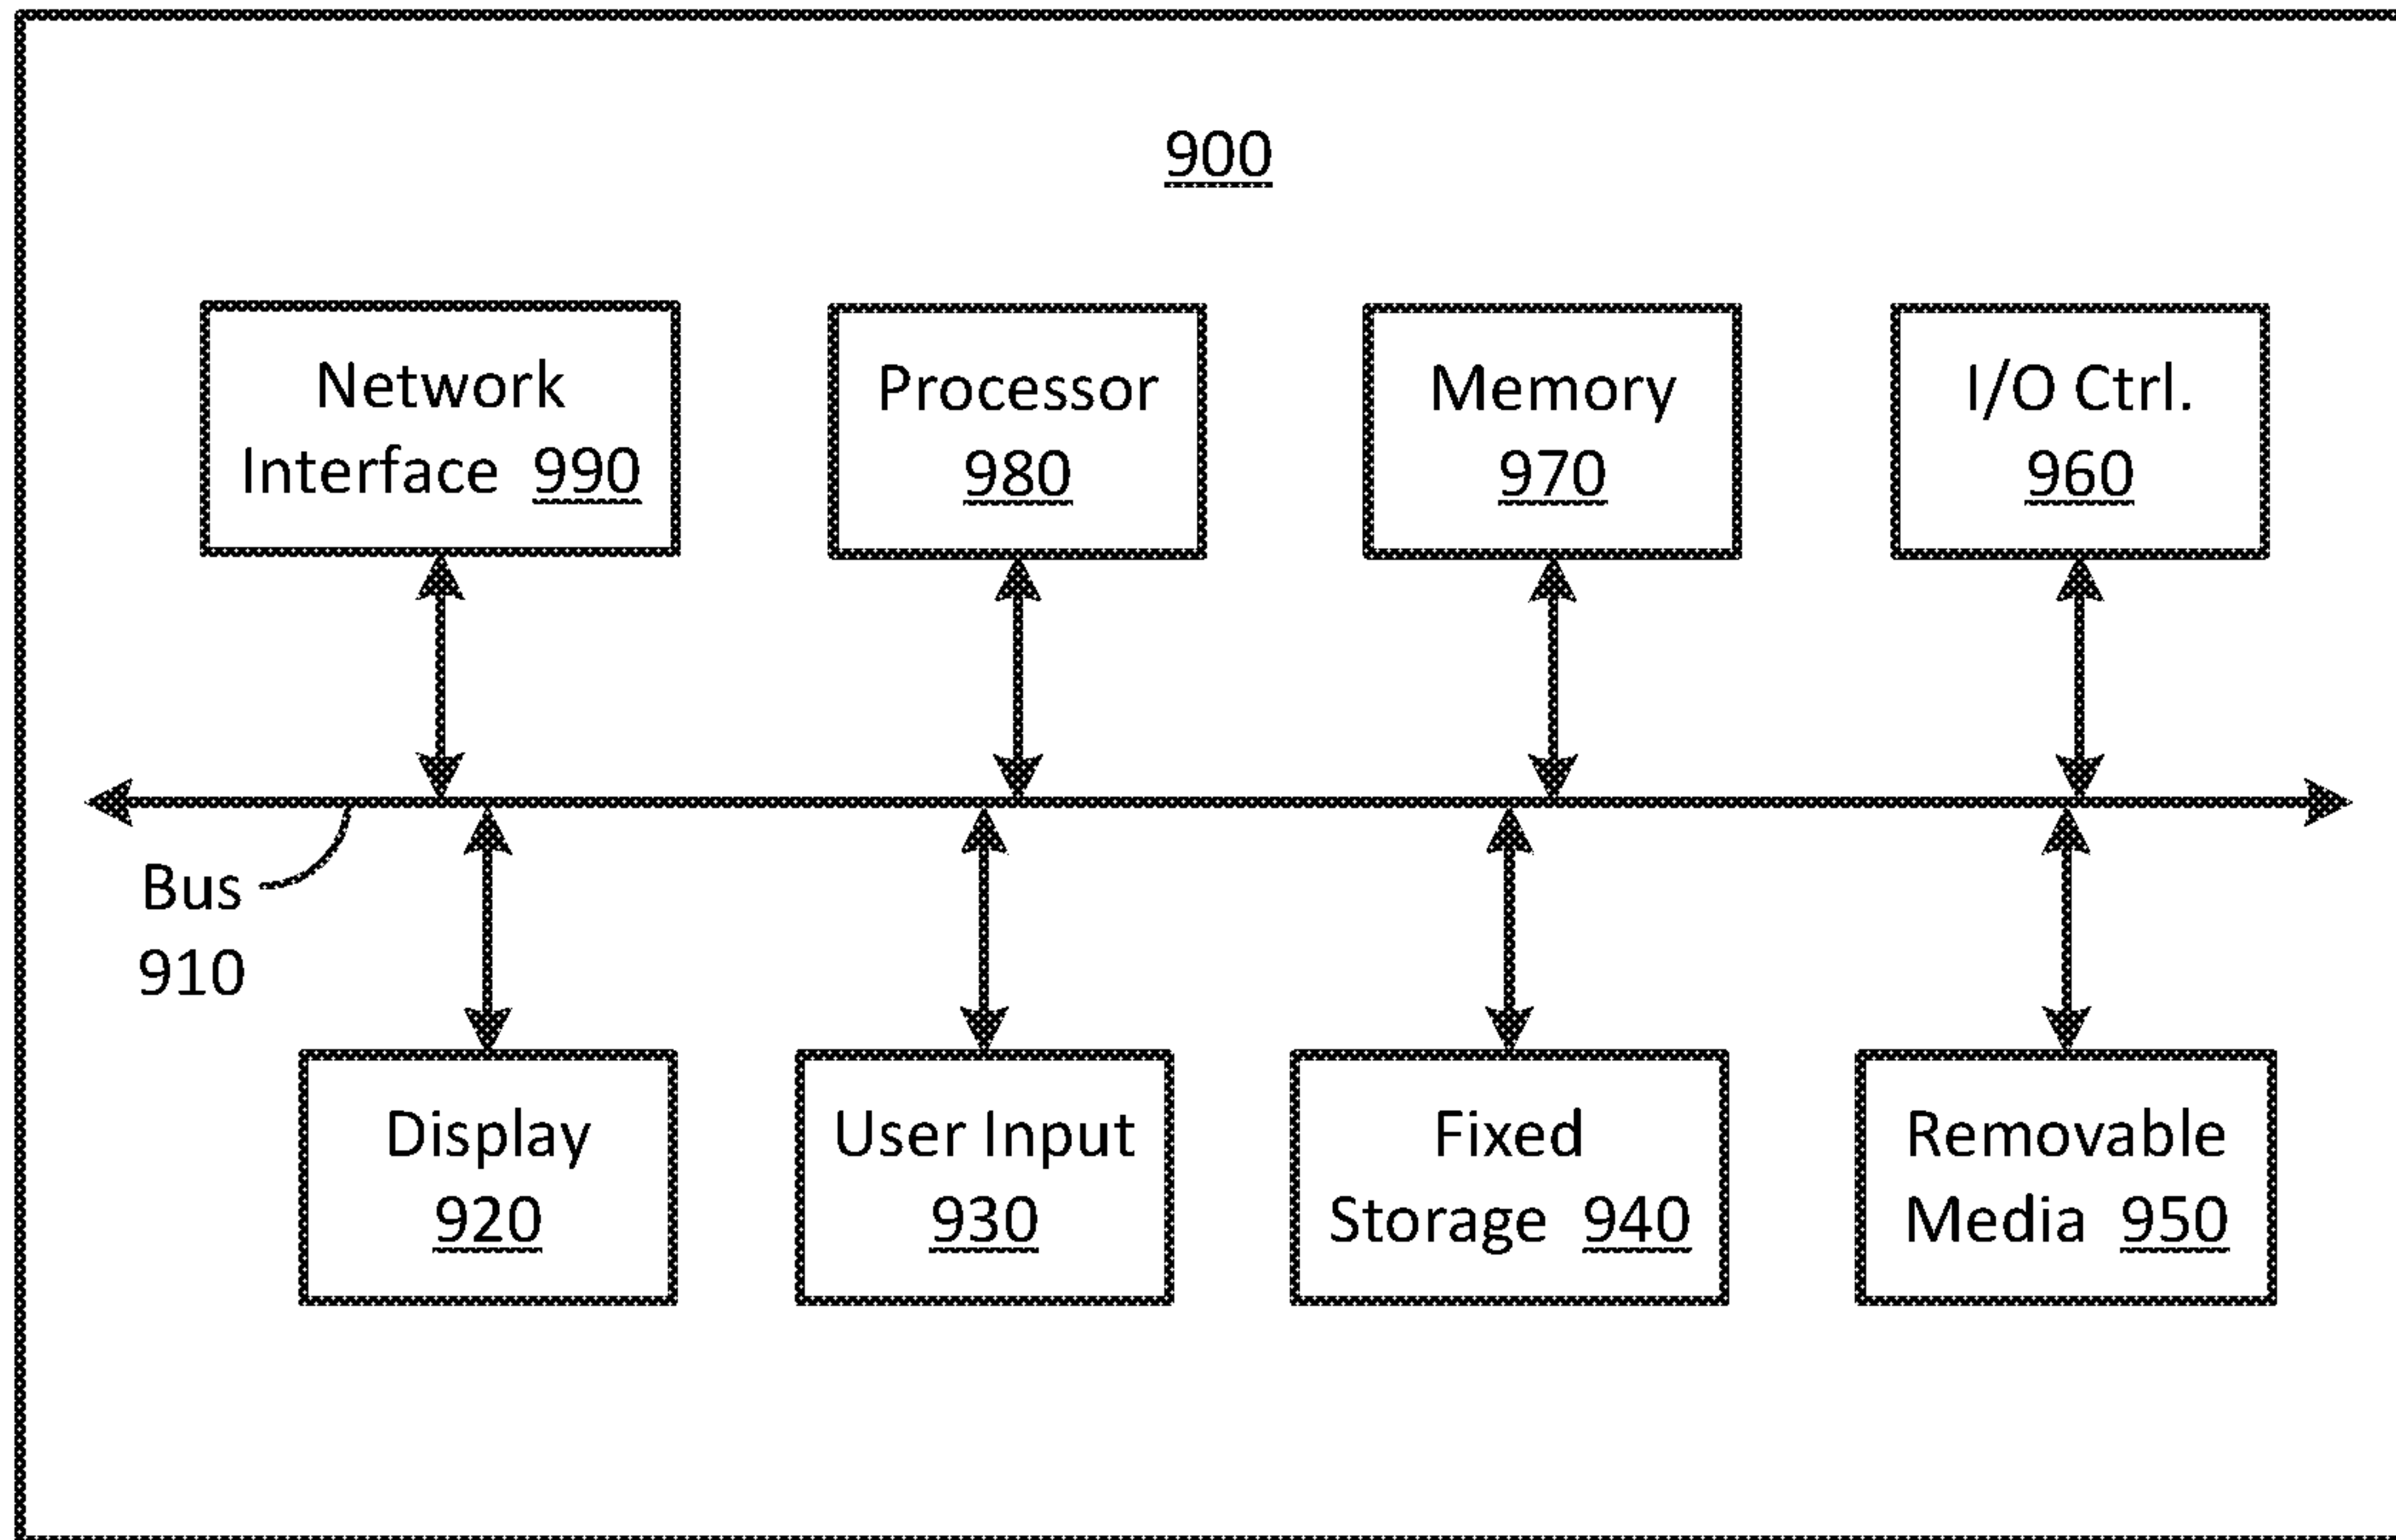 900
Network
Interface 990
Processor
980
Memory
970
I/O Ctrl.
960
Bus
910
Display
920
User Input
930
Fixed
Storage 940
Removable
Media 950